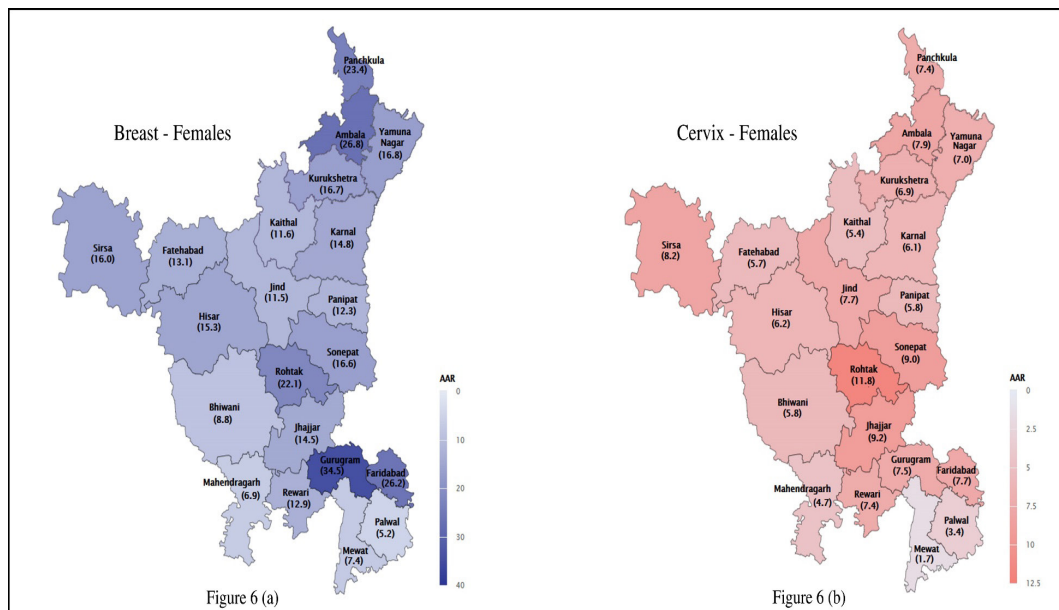 Breast - Females
Panchkula
(23.4)
Ambala
(26.8)
Yamuna
Nagar
(16.8)
Kurukshetra
(16.7)
Kaithal
(11.6)
Karnal
(14.8)
Sirsa
(16.0)
Fatehabad
(13.1)
Jind
(11.5)
Panipat
(12.3)
Hisar
(15.3)
Sonepat
(16.6)
Rohtak
(22.1)
Bhiwani
(8.8)
Jhajjar
(14.5)
Gurugram
(34.5)
Faridabad
(26.2)
Mahendragarh
(6.9)
Rewari
(12.9)
Palwal
(5.2)
Mewat
(7.4)
AAR
0
10
20
30
40
Figure 6 (a)
Cervix - Females
Panchkula
(7.4)
Ambala
(7.9)
Yamuna
Nagar
(7.0)
Kurukshetra
(6.9)
Kaithal
(5.4)
Karnal
(6.1)
Sirsa
(8.2)
Fatehabad
(5.7)
Jind
(7.7)
Panipat
(5.8)
Hisar
(6.2)
Sonepat
(9.0)
Rohtak
(11.8)
Bhiwani
(5.8)
Jhajjar
(9.2)
Gurugram
(7.5)
Faridabad
(7.7)
Mahendragarh
(4.7)
Rewari
(7.4)
Palwal
(3.4)
Mewat
(1.7)
AAR
0
2.5
5
7.5
10
12.5
Figure 6 (b)